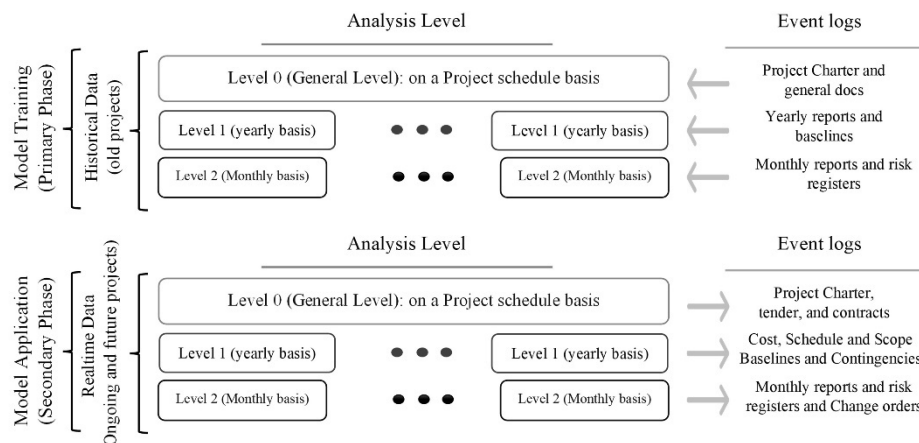 Analysis Level
Event logs
Model Training
(Primary Phase)
Historical Data
(old projects)
Level 0 (General Level): on a Project schedule basis
Project Charter and
general docs
Level 1 (yearly basis)
Level 1 (yearly basis)
Yearly reports and
basclines
Level 2 (Monthly basis)
Level 2 (Monthly basis)
Monthly reports and risk
registers
Analysis Level
Event logs
Model Application
(Secondary Phase)
Realtime Data
Ongoing and future projects)
Level 0 (General Level): on a Project schedule basis
Project Charter,
tender, and contracts
Level 1 (yearly basis)
Level 1 (yearly basis)
Cost, Schedule and Scope
Baselines and Contingencies
Level 2 (Monthly basis)
Level 2 (Monthly basis)
Monthly reports and risk
registers and Change orders